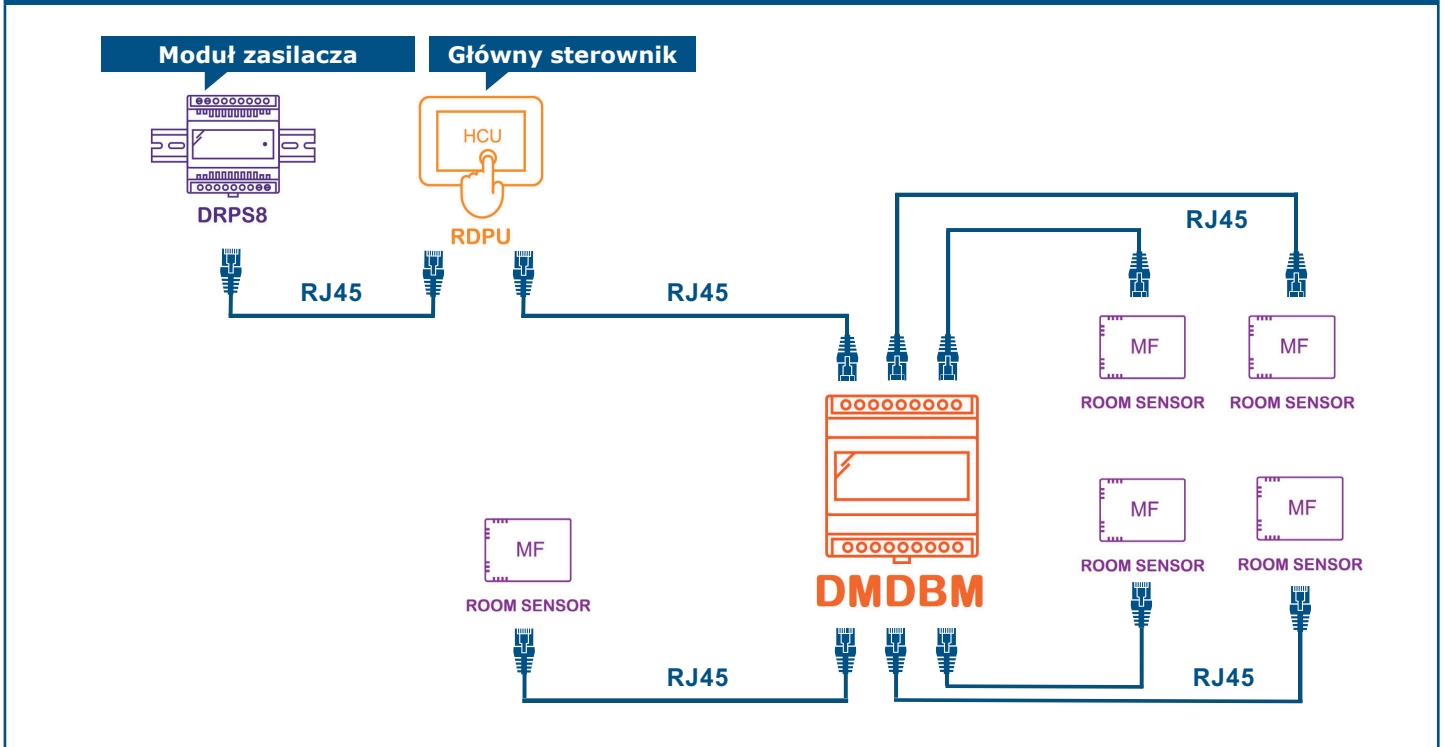 Moduł zasilacza
Główny sterownik
HCU
DRPS8
RDPU
RJ45
RJ45
RJ45
MF
MF
ROOM SENSOR
ROOM SENSOR
MF
MF
ROOM SENSOR
ROOM SENSOR
MF
ROOM SENSOR
DMDBM
RJ45
RJ45